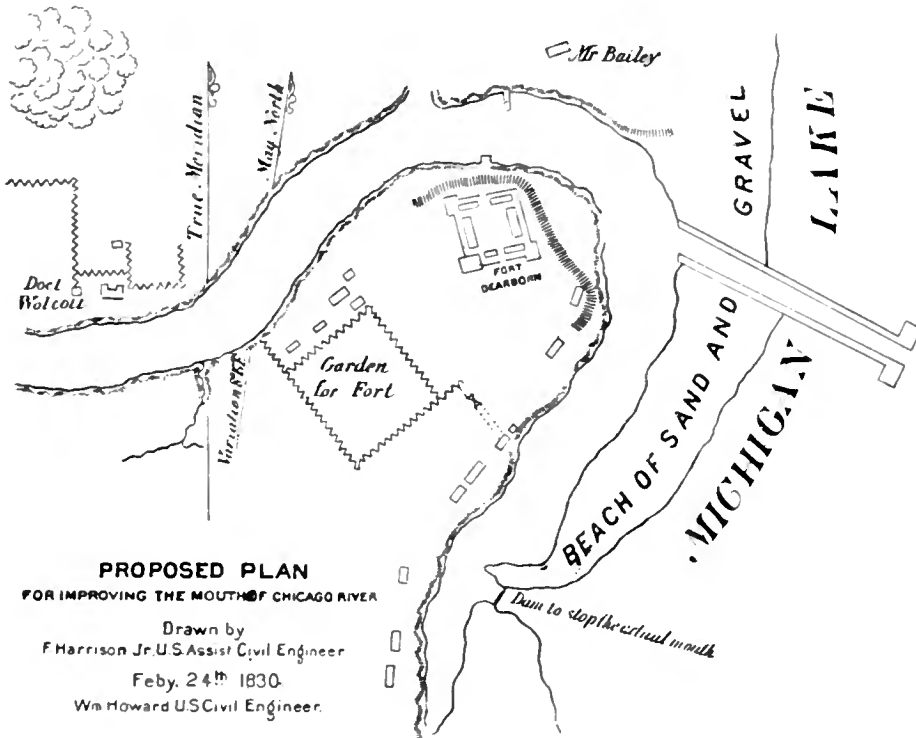 Mr Bailey
True Meridian
Mag North
GRAVEL
LAKE
Doct
Wolcott
FORT
DEARBORN
Garden
for Fort
Variation
BEACH OF SAND AND
MICHIGAN
PROPOSED PLAN
FOR IMPROVING THE MOUTH OF CHICAGO RIVER
Drawn by
F Harrison Jr. U.S. Assist Civil Engineer
Feby. 24th 1830.
Wm Howard U S Civil Engineer.
Dam to stop the actual mouth